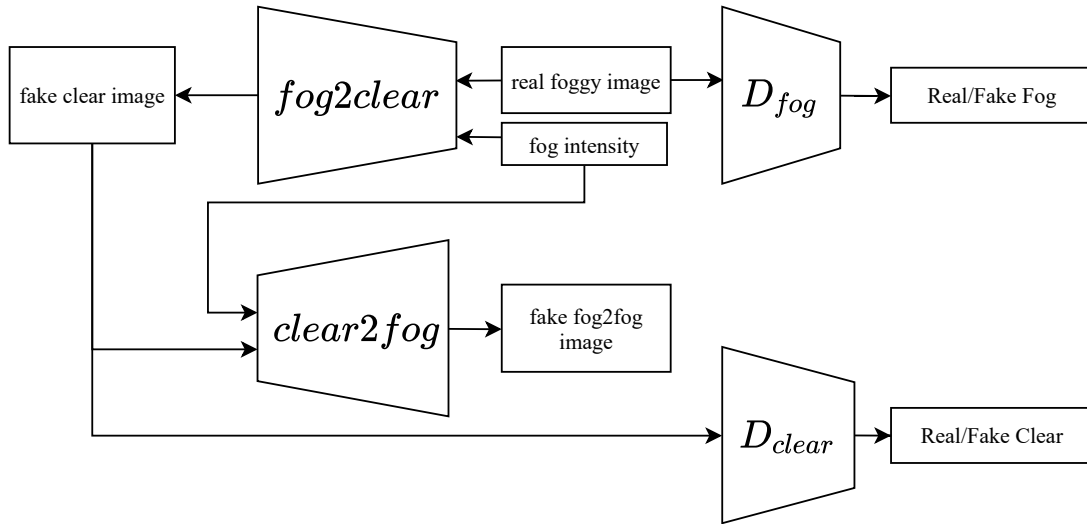 fake clear image
fog2clear
real foggy image
fog intensity
D_fog
Real/Fake Fog
clear2fog
fake fog2fog
image
D_clear
Real/Fake Clear